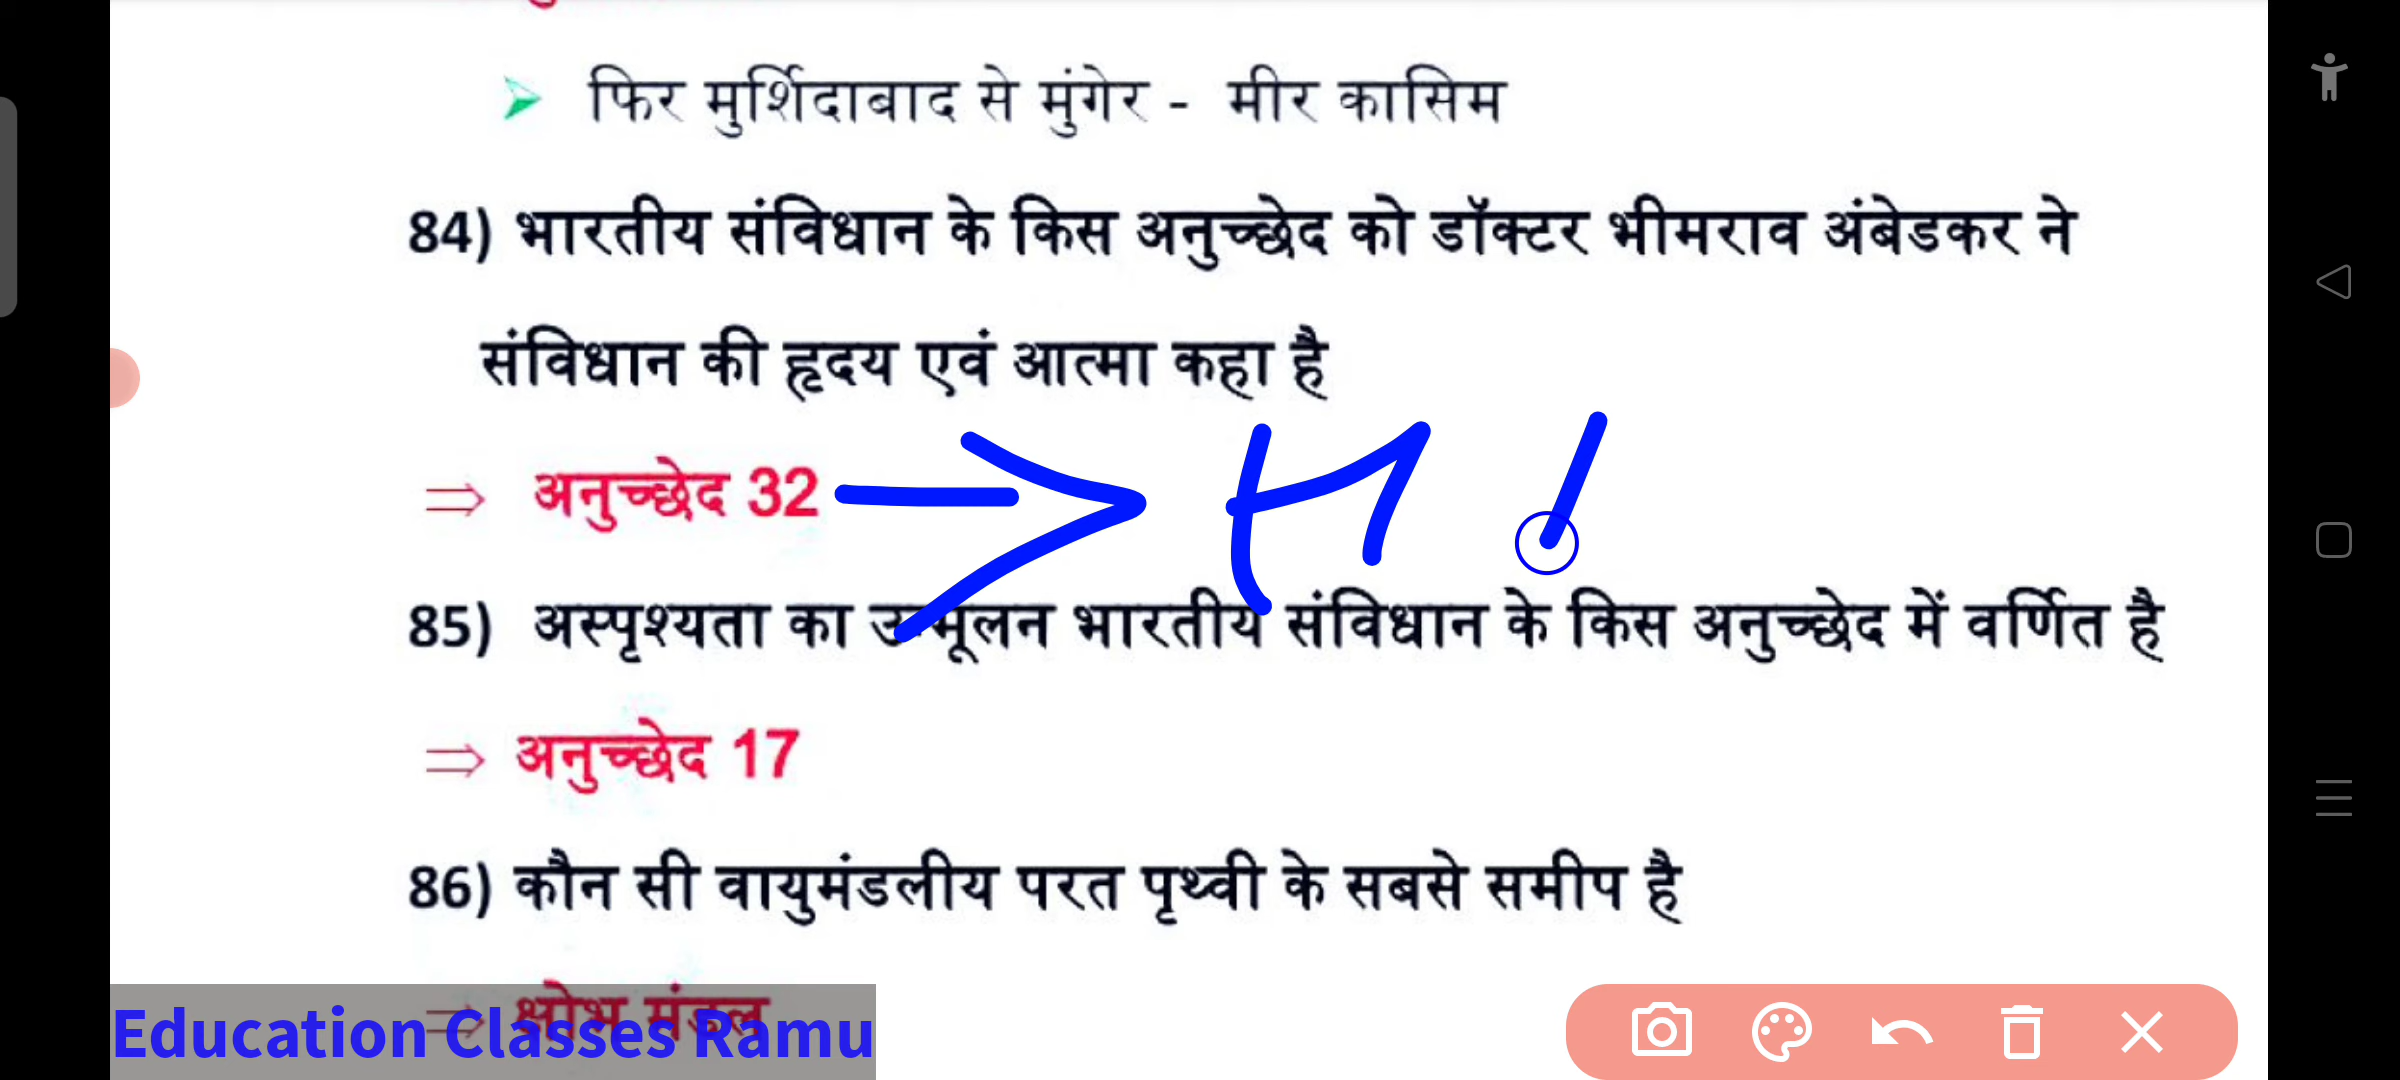 फिर मुर्शिदाबाद से मुंगेर - मीर कासिम
84) भारतीय संविधान के किस अनुच्छेद को डॉक्टर भीमराव अंबेडकर ने
संविधान की हृदय एवं आत्मा कहा है
⇒ अनुच्छेद 32
85) अस्पृश्यता का उन्मूलन भारतीय संविधान के किस अनुच्छेद में वर्णित है
⇒ अनुच्छेद 17
86) कौन सी वायुमंडलीय परत पृथ्वी के सबसे समीप है
⇒ क्षोभ मंडल
Education Classes Ramu